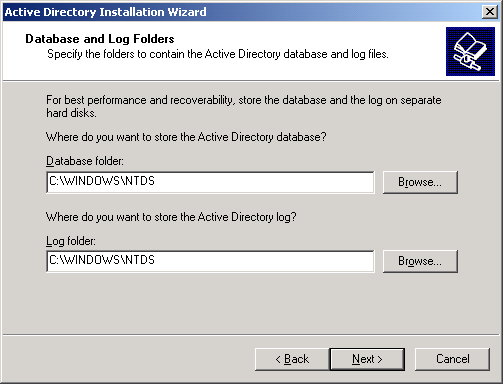 Active Directory Installation Wizard
Database and Log Folders
Specify the folders to contain the Active Directory database and log files.
For best performance and recoverability, store the database and the log on separate
hard disks.
Where do you want to store the Active Directory database?
Database folder:
C:\WINDOWS\NTDS
Browse...
Where do you want to store the Active Directory log?
Log folder:
C:\WINDOWS\NTDS
Browse...
< Back
Next >
Cancel